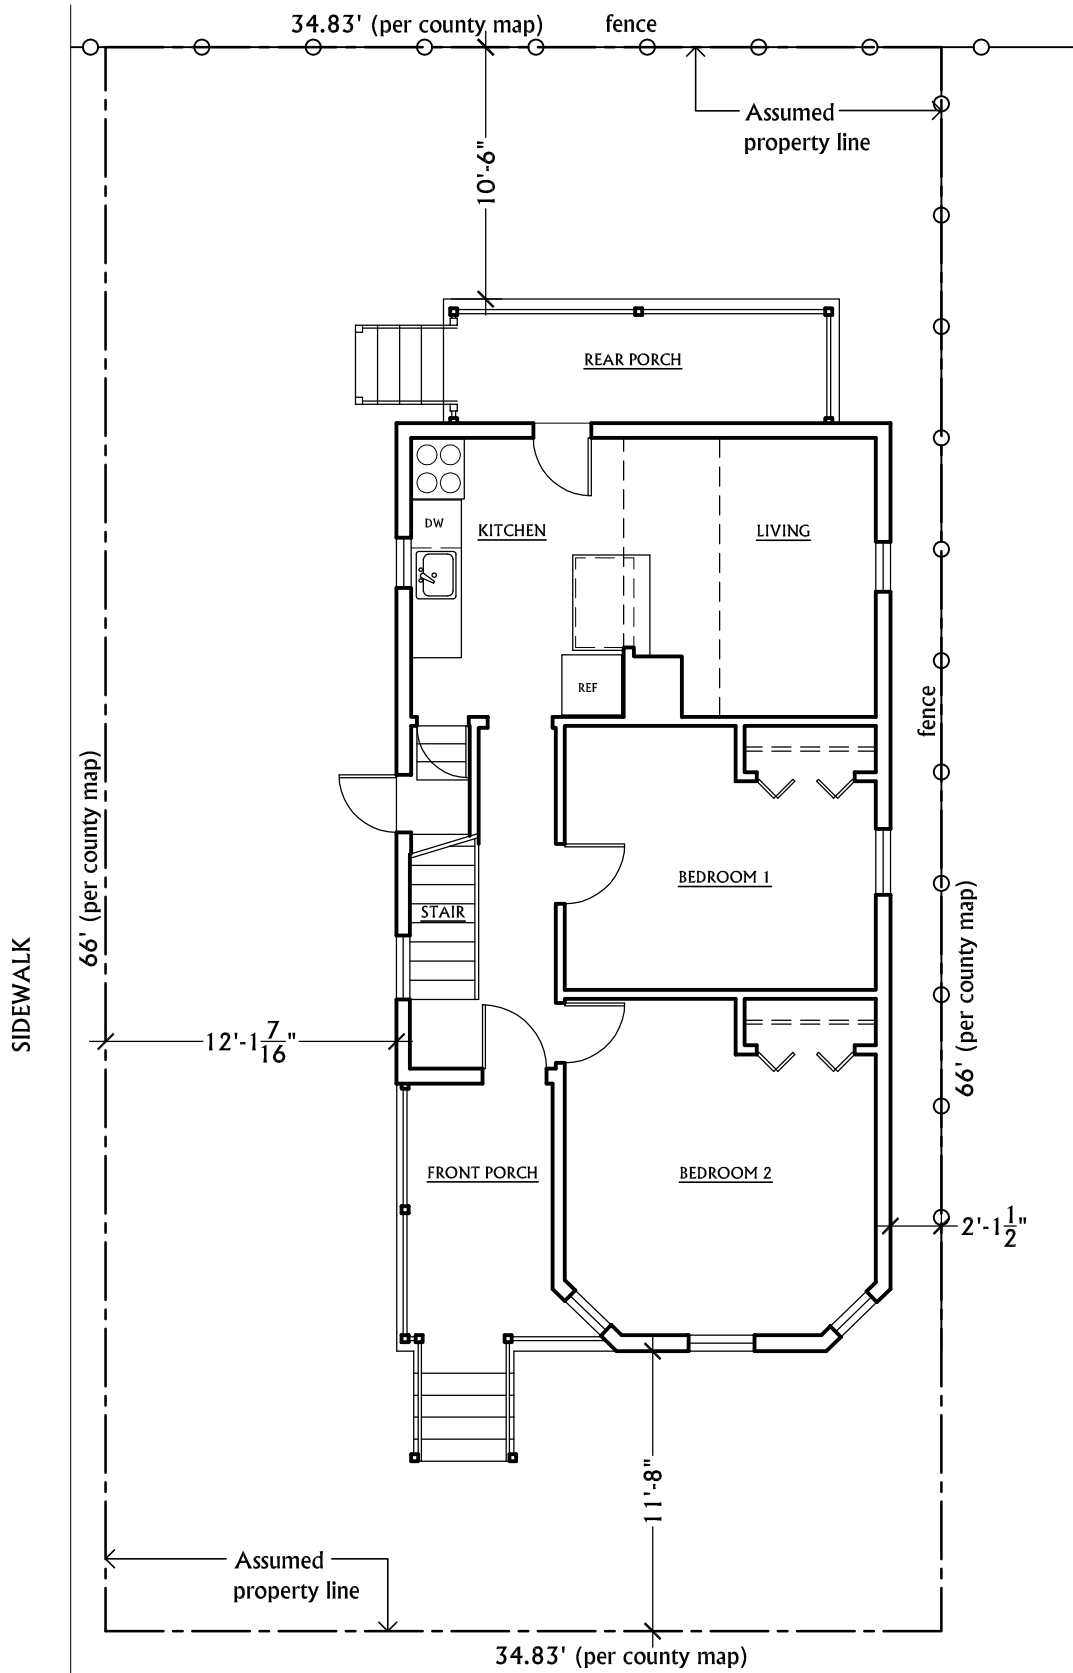 34.83' (per county map)
fence
Assumed
property line
10'-6"
REAR PORCH
DW
KITCHEN
LIVING
REF
fence
66' (per county map)
BEDROOM 1
STAIR
66' (per county map)
SIDEWALK
12'-1 7/16"
FRONT PORCH
BEDROOM 2
2'-1 1/2"
11'-8"
Assumed
property line
34.83' (per county map)